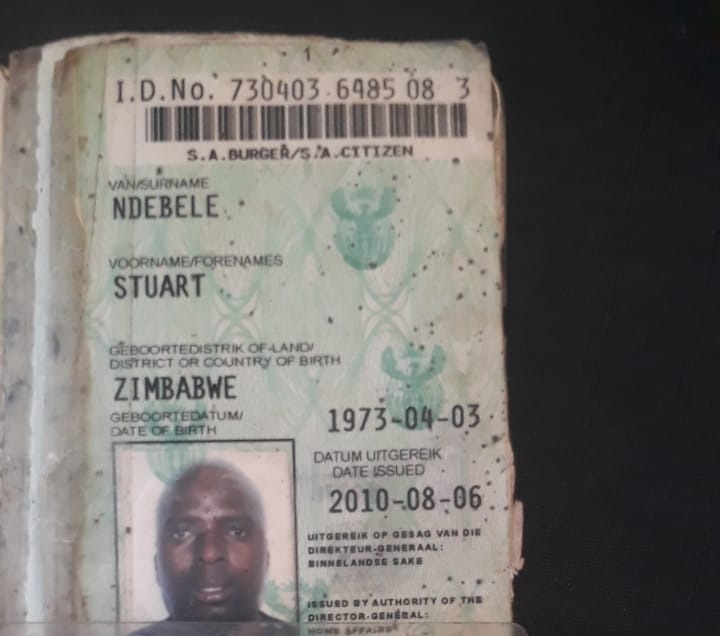 1
I.D.No. 730403 6485 08 3
S.A.BURGER/S.A.CITIZEN
VAN/SURNAME
NDEBELE
VOORNAME/FORENAMES
STUART
GEBOORTEDISTRIK OF-LAND/
DISTRICT OR COUNTRY OF BIRTH
ZIMBABWE
GEBOORTEDATUM/
DATE OF BIRTH
1973-04-03
DATUM UITGEREIK
DATE ISSUED
2010-08-06
UITGEREIK OP GESAG VAN DIE
DIREKTEUR-GENERAAL:
BINNELANDSE SAKE
ISSUED BY AUTHORITY OF THE
DIRECTOR-GENERAL:
HOME AFFAIRS